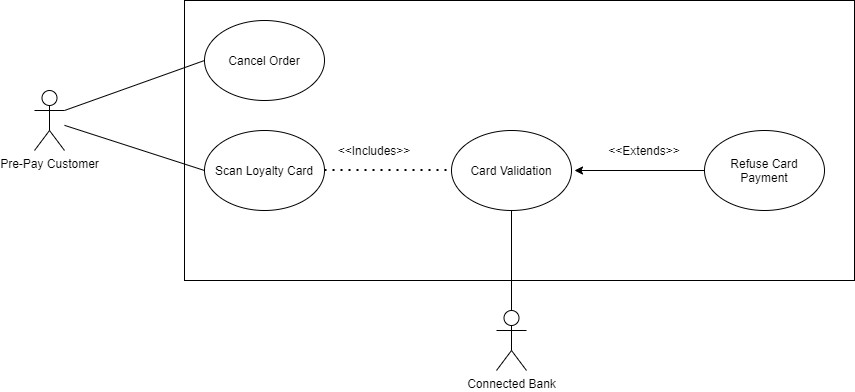 Cancel Order
Pre-Pay Customer
Scan Loyalty Card
<<Includes>>
Card Validation
<<Extends>>
Refuse Card
Payment
Connected Bank